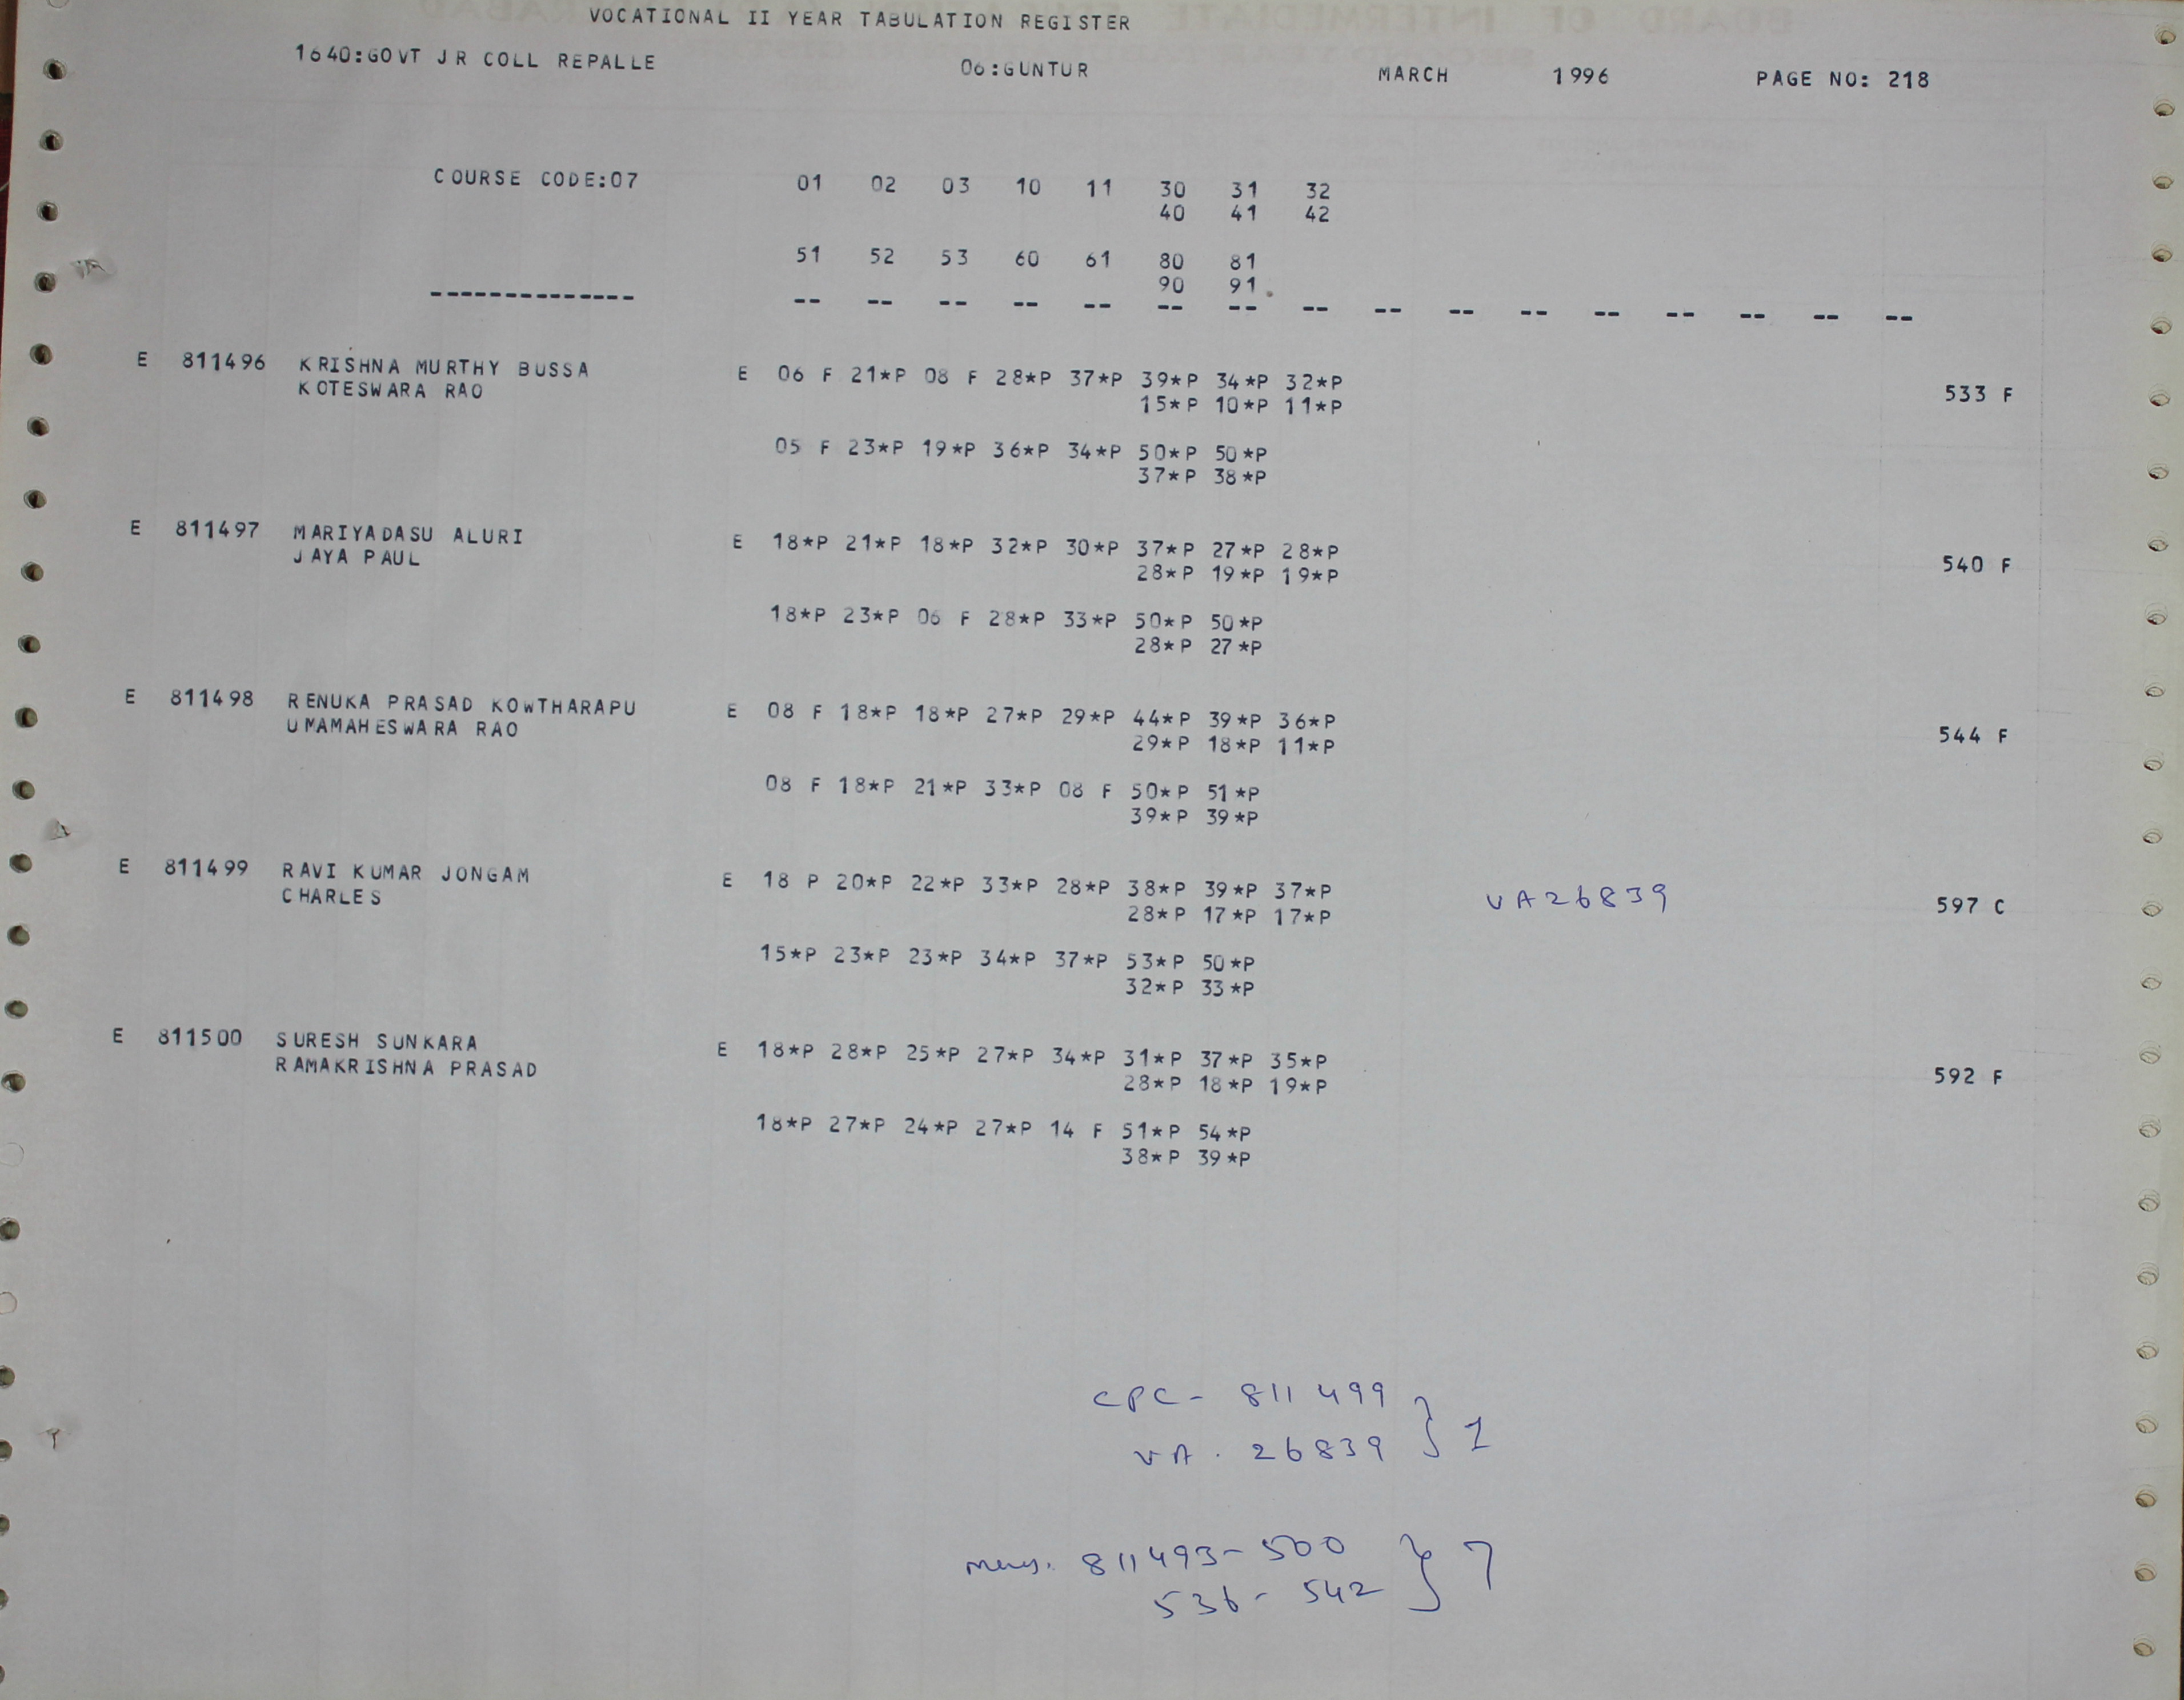 VOCATIONAL II YEAR TABULATION REGISTER
1640:GOVT JR COLL REPALLE 06:GUNTUR MARCH 1996 PAGE NO: 218
COURSE CODE:07 01 02 03 10 11 30 31 32
40 41 42
51 52 53 60 61 80 81
90 91
-------------- -- -- -- -- -- -- -- -- -- -- -- -- -- -- -- --
E 811496 KRISHNA MURTHY BUSSA E 06 F 21*P 08 F 28*P 37*P 39*P 34*P 32*P
KOTESWARA RAO 15*P 10*P 11*P 533 F
05 F 23*P 19*P 36*P 34*P 50*P 50*P
37*P 38*P
E 811497 MARIYADASU ALURI E 18*P 21*P 18*P 32*P 30*P 37*P 27*P 28*P
JAYA PAUL 28*P 19*P 19*P 540 F
18*P 23*P 06 F 28*P 33*P 50*P 50*P
28*P 27*P
E 811498 RENUKA PRASAD KOWTHARAPU E 08 F 18*P 18*P 27*P 29*P 44*P 39*P 36*P
UMAMAHESWARA RAO 29*P 18*P 11*P 544 F
08 F 18*P 21*P 33*P 08 F 50*P 51*P
39*P 39*P
E 811499 RAVI KUMAR JONGAM E 18 P 20*P 22*P 33*P 28*P 38*P 39*P 37*P VA26839
CHARLES 28*P 17*P 17*P 597 C
15*P 23*P 23*P 34*P 37*P 53*P 50*P
32*P 33*P
E 811500 SURESH SUNKARA E 18*P 28*P 25*P 27*P 34*P 31*P 37*P 35*P
RAMAKRISHNA PRASAD 28*P 18*P 19*P 592 F
18*P 27*P 24*P 27*P 14 F 51*P 54*P
38*P 39*P
CPC - 811499 } 1
VA. 26839
811493-500 } 7
536-542